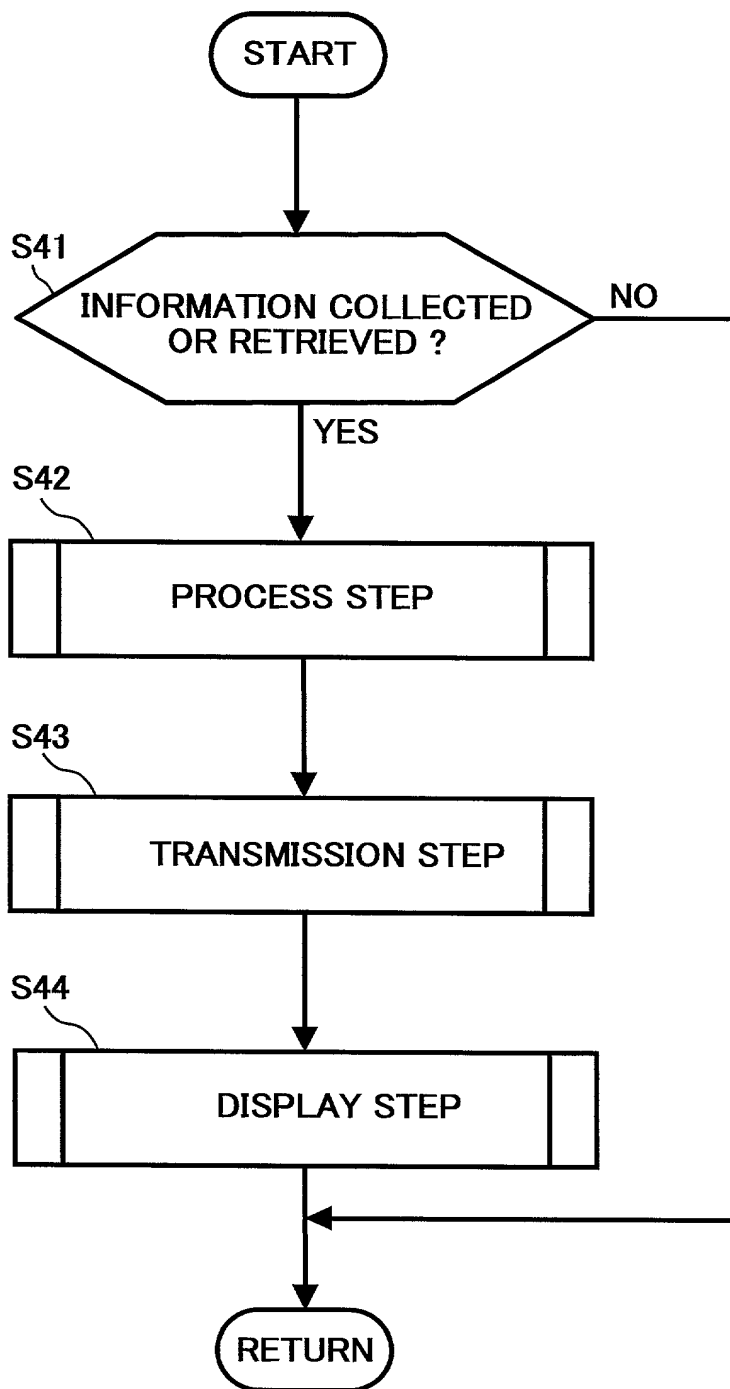 START
S41
INFORMATION COLLECTED
OR RETRIEVED ?
NO
YES
S42
PROCESS STEP
S43
TRANSMISSION STEP
S44
DISPLAY STEP
RETURN